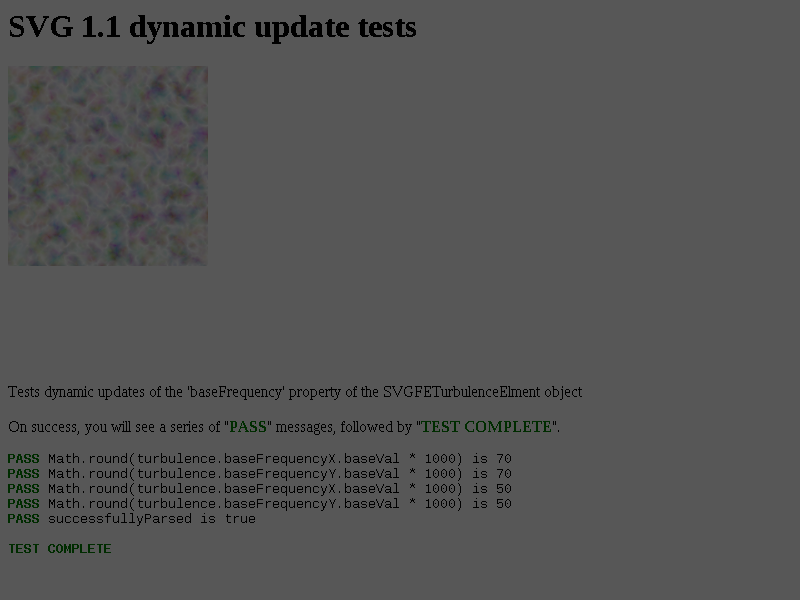 SVG 1.1 dynamic update tests
Tests dynamic updates of the 'baseFrequency' property of the SVGFETurbulenceElment object
On success, you will see a series of "PASS" messages, followed by "TEST COMPLETE".
PASS Math.round(turbulence.baseFrequencyX.baseVal * 1000) is 70
PASS Math.round(turbulence.baseFrequencyY.baseVal * 1000) is 70
PASS Math.round(turbulence.baseFrequencyX.baseVal * 1000) is 50
PASS Math.round(turbulence.baseFrequencyY.baseVal * 1000) is 50
PASS successfullyParsed is true
TEST COMPLETE